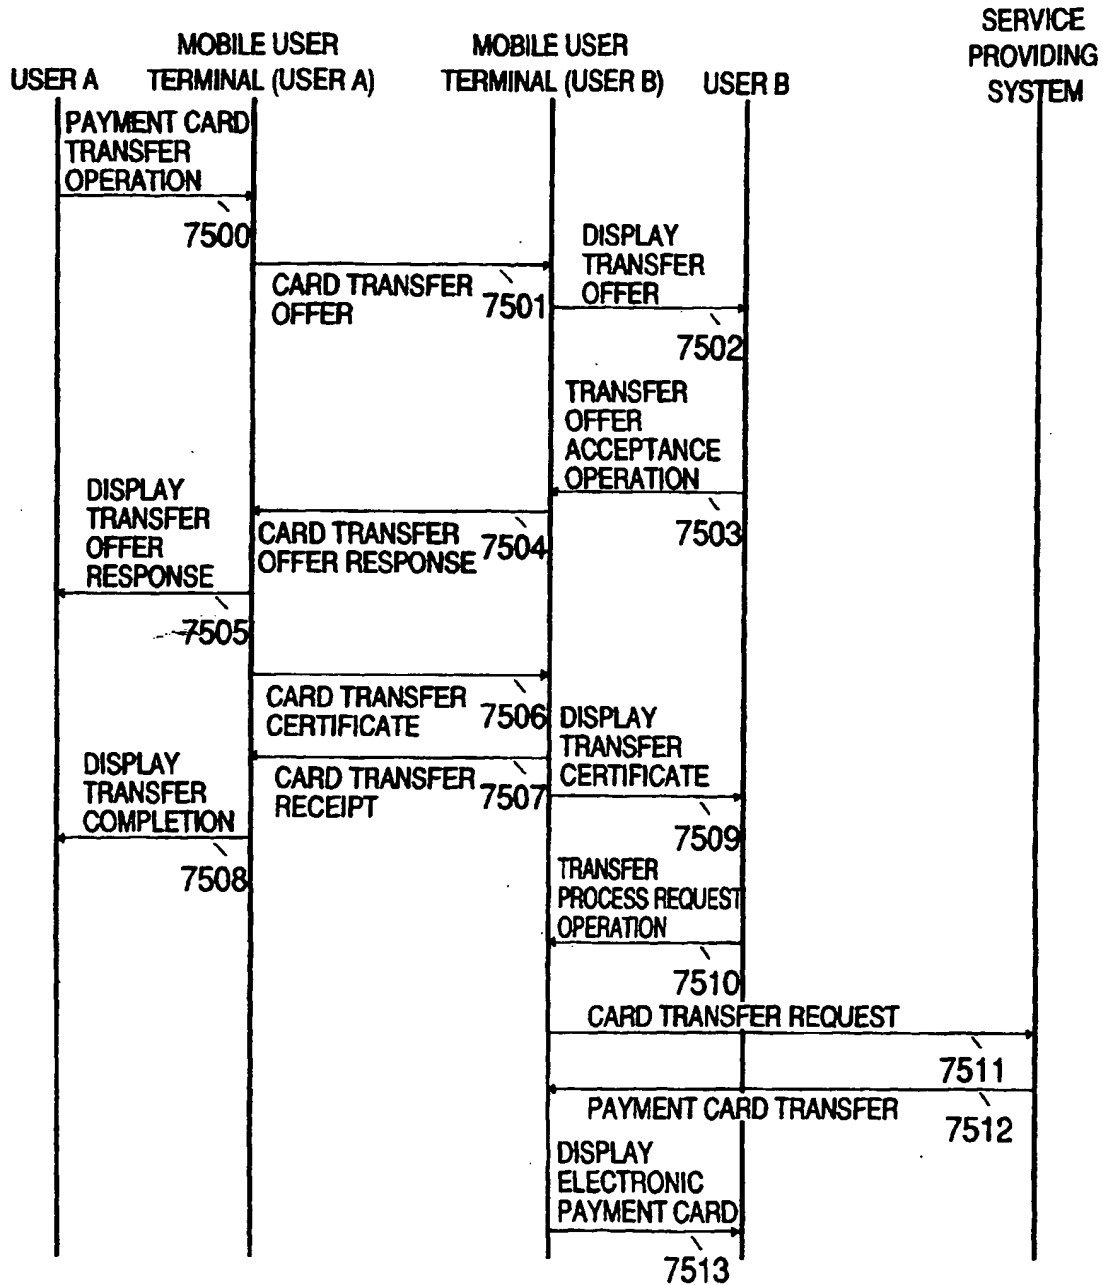 SERVICE
PROVIDING
SYSTEM
MOBILE USER
TERMINAL (USER A)
MOBILE USER
TERMINAL (USER B)
USER A
USER B
PAYMENT CARD
TRANSFER
OPERATION
7500
CARD TRANSFER
OFFER
7501
DISPLAY
TRANSFER
OFFER
7502
TRANSFER
OFFER
ACCEPTANCE
OPERATION
7503
CARD TRANSFER
OFFER RESPONSE
7504
DISPLAY
TRANSFER
OFFER
RESPONSE
7505
CARD TRANSFER
CERTIFICATE
7506
CARD TRANSFER
RECEIPT
7507
DISPLAY
TRANSFER
COMPLETION
7508
DISPLAY
TRANSFER
CERTIFICATE
7509
TRANSFER
PROCESS REQUEST
OPERATION
7510
CARD TRANSFER REQUEST
7511
PAYMENT CARD TRANSFER
7512
DISPLAY
ELECTRONIC
PAYMENT CARD
7513